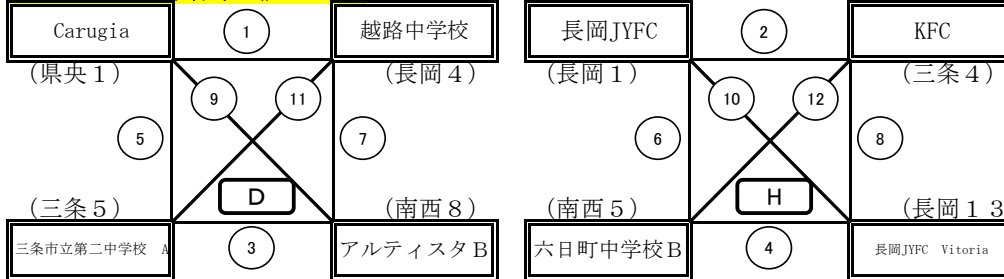 Carugia ① 越路中学校 長岡JYFC ② KFC
(県央1) (長岡4) (長岡1) (三条4)
⑨ ⑪ ⑩ ⑫
⑤ ⑦ ⑥ ⑧
D H
(三条5) (南西8) (南西5) (長岡13
三条市立第二中学校 A ③ アルティスタB 六日町中学校B ④ 長岡JYFC Vitoria